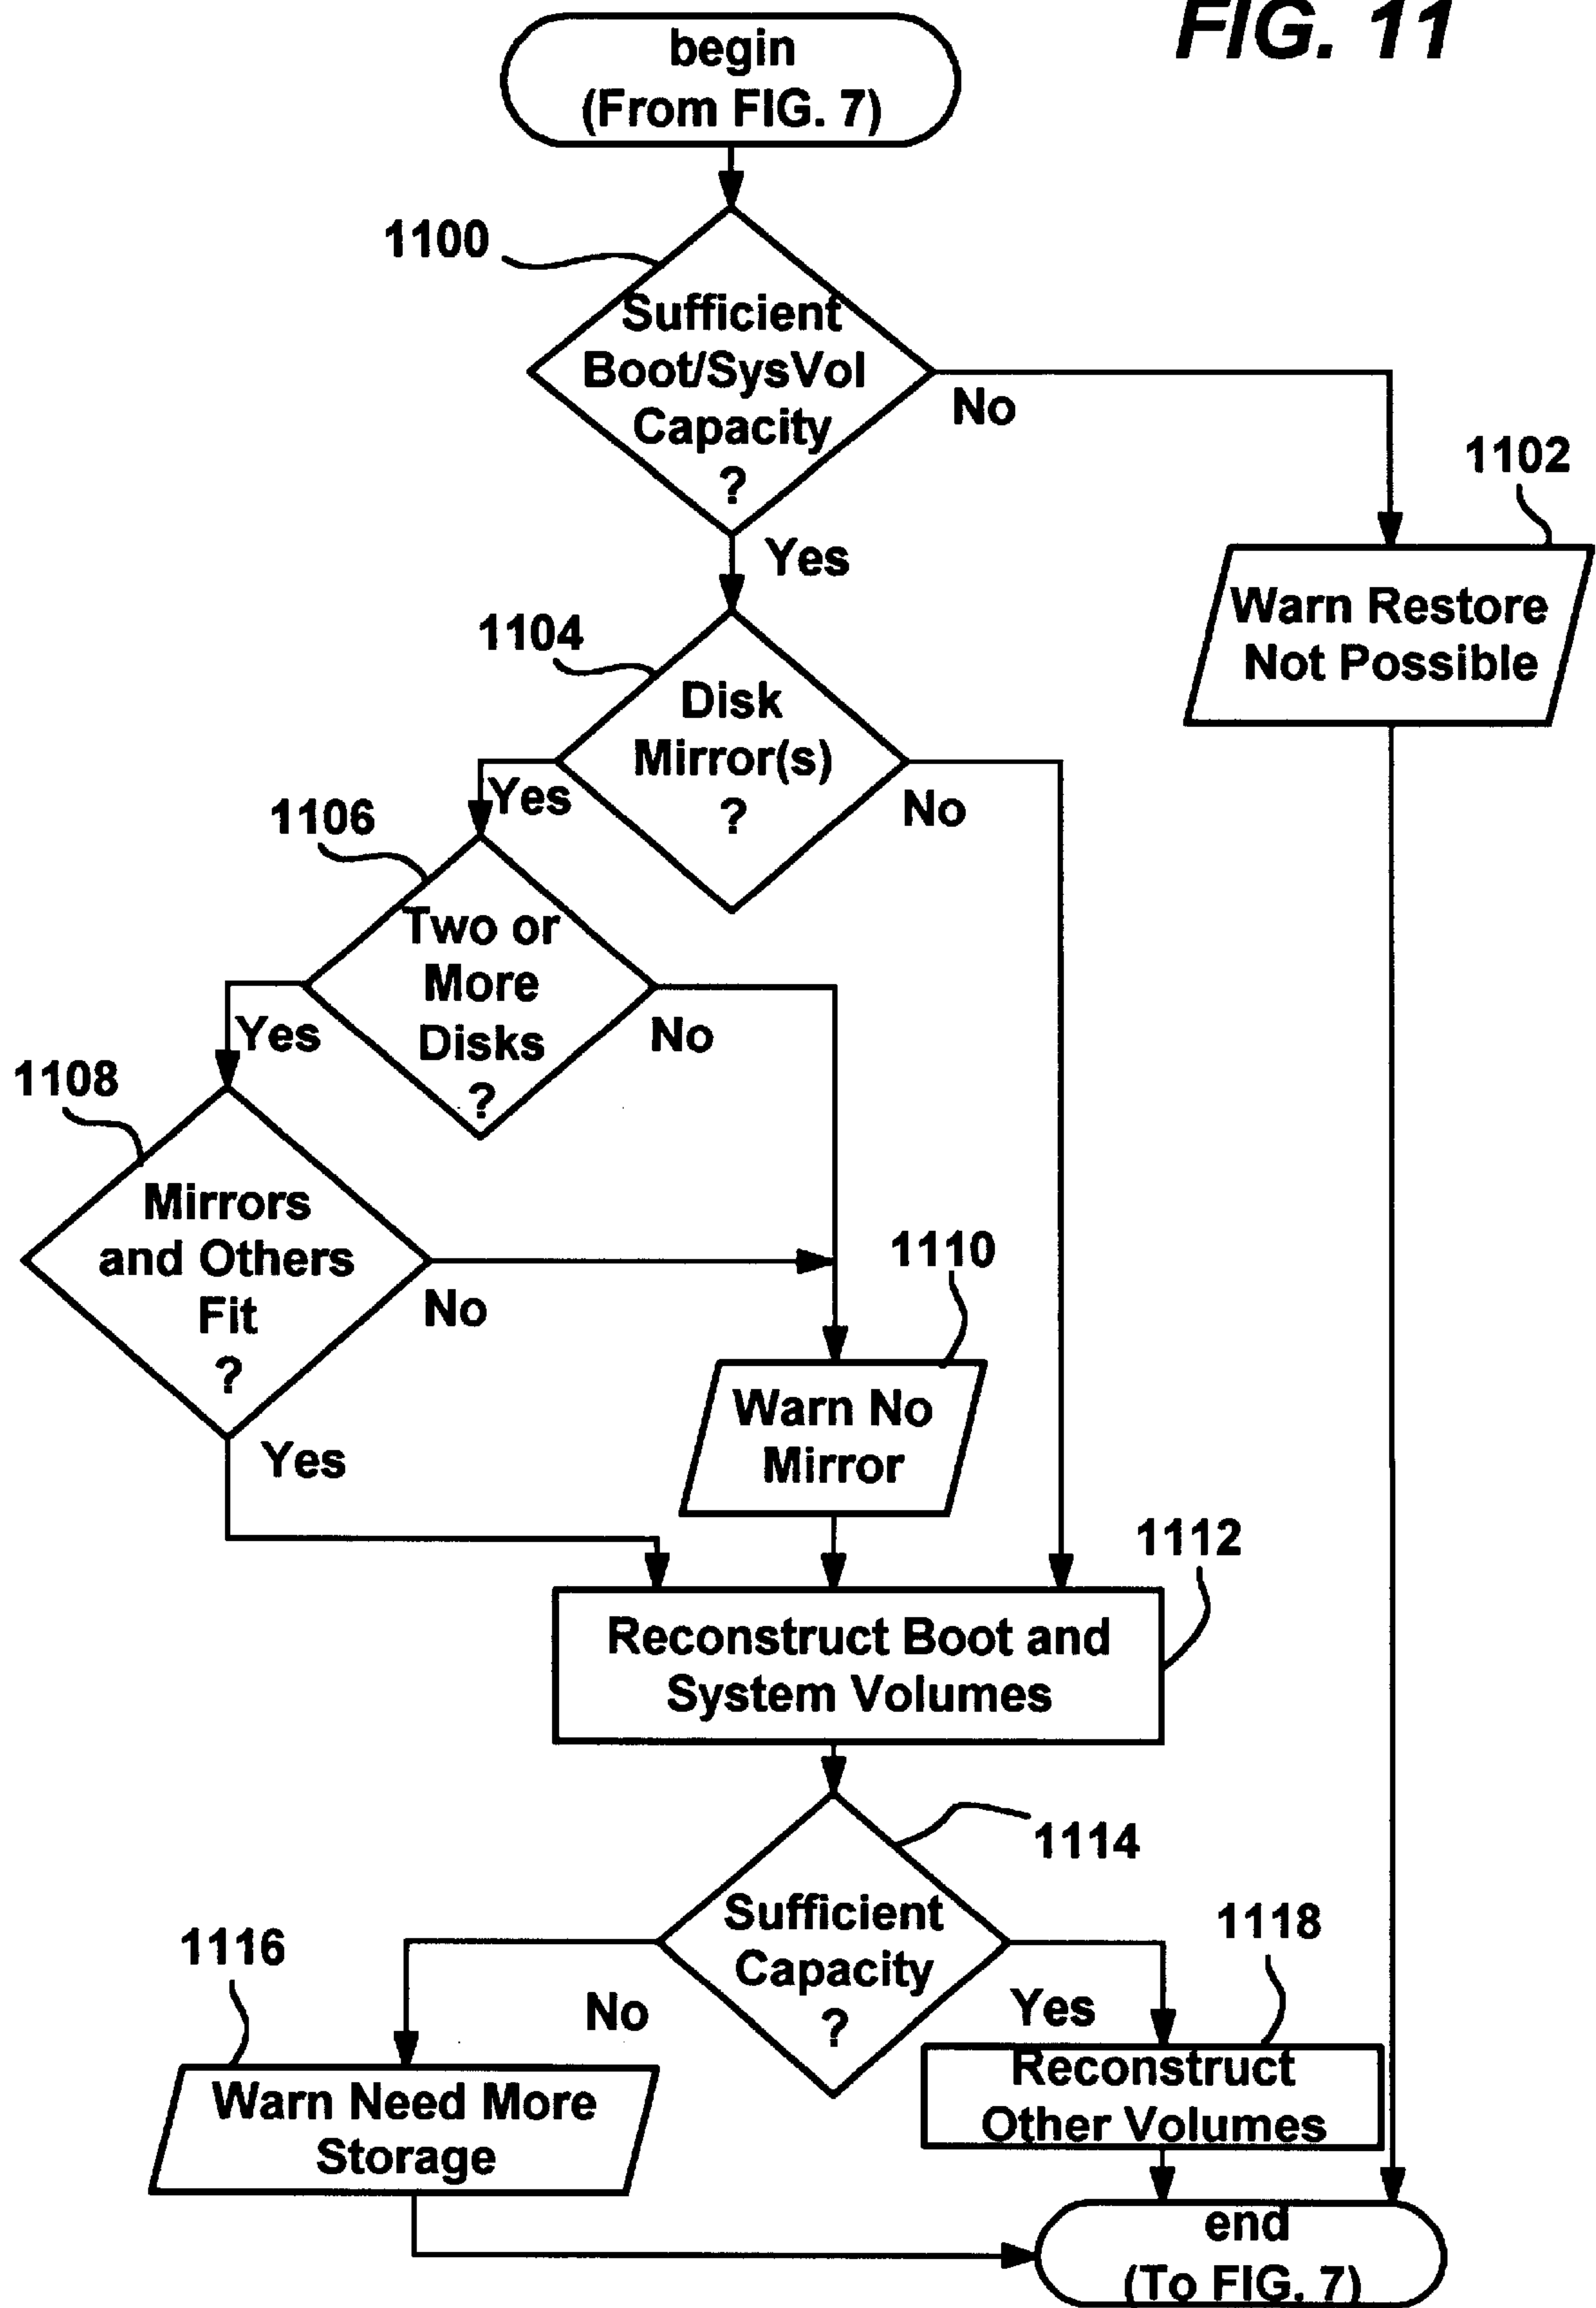 FIG. 11
begin
(From FIG. 7)
1100
Sufficient
Boot/SysVol
Capacity
?
No
Yes
1102
Warn Restore
Not Possible
1104
Disk
Mirror(s)
?
Yes
No
1106
Two or
More
Disks
?
Yes
No
1108
Mirrors
and Others
Fit
?
No
Yes
1110
Warn No
Mirror
1112
Reconstruct Boot and
System Volumes
1114
Sufficient
Capacity
?
No
Yes
1116
Warn Need More
Storage
1118
Reconstruct
Other Volumes
end
(To FIG. 7)